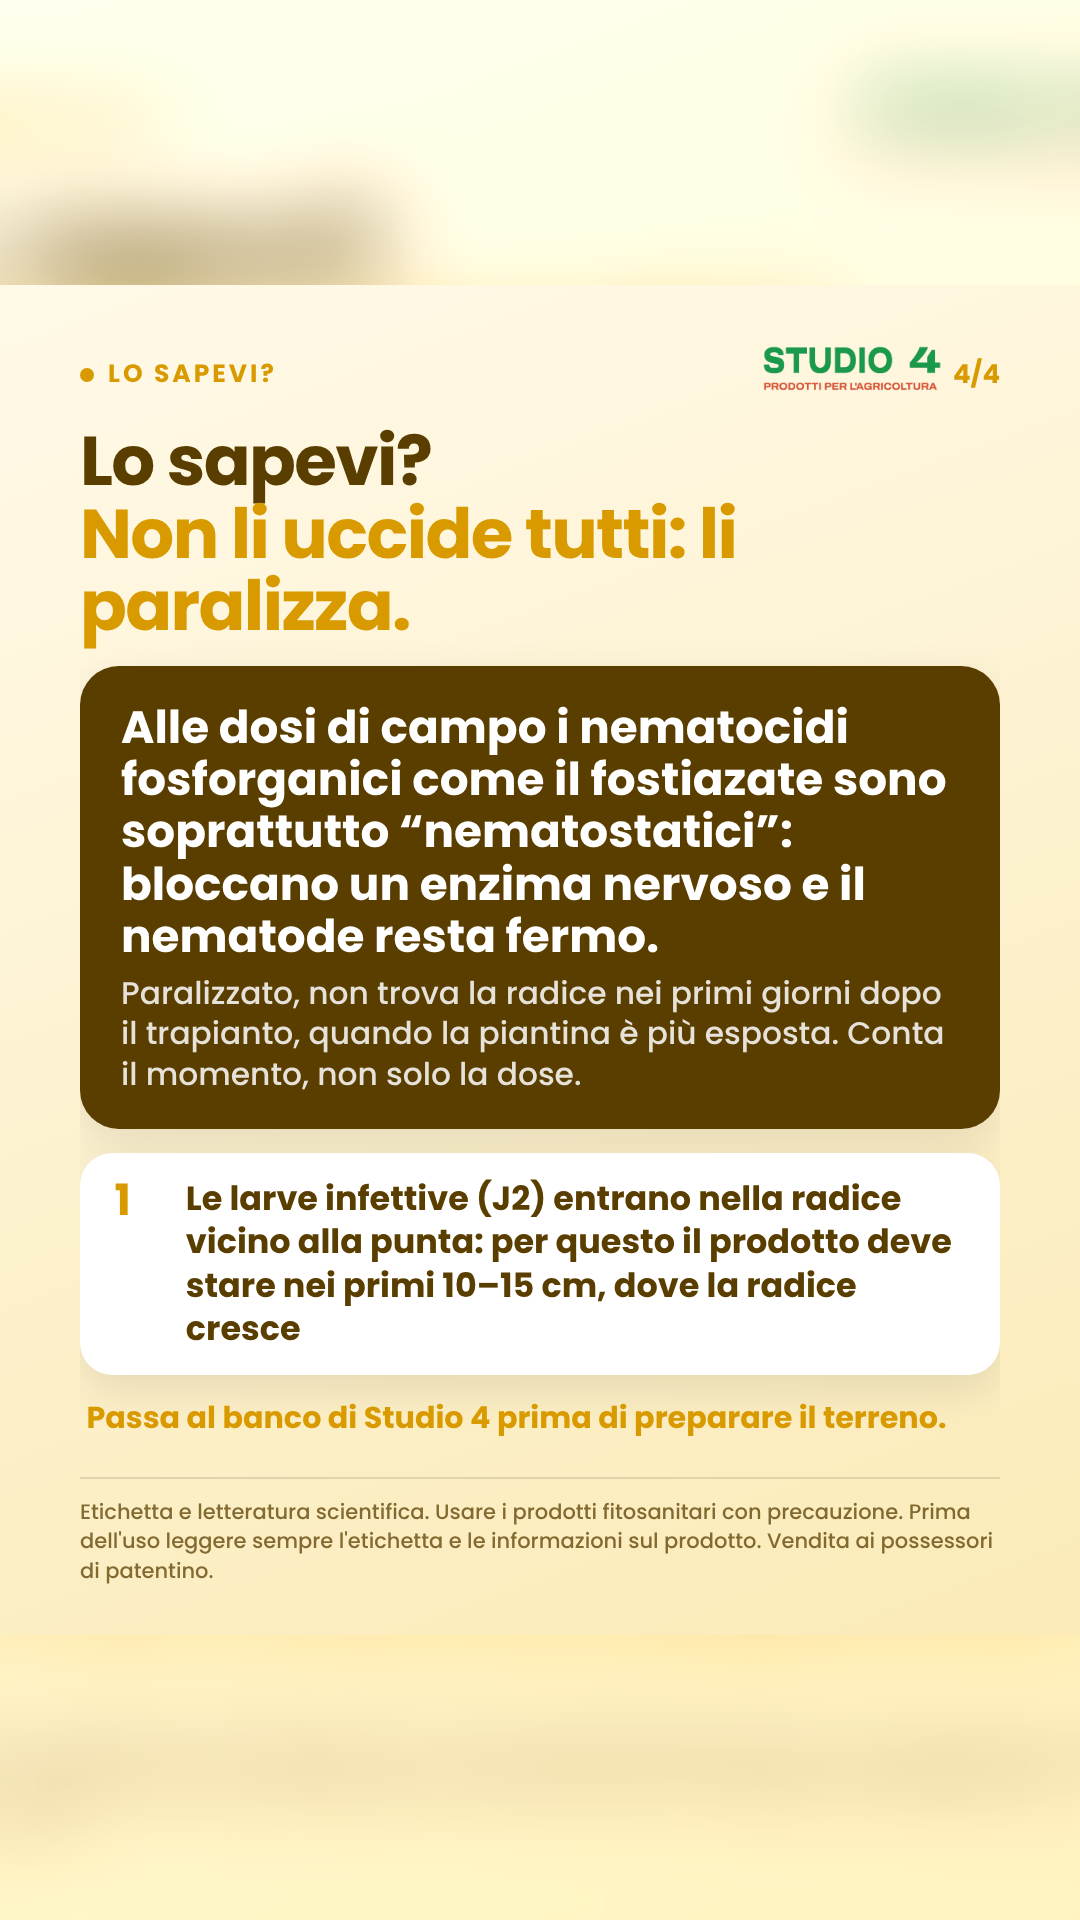 LO SAPEVI?
STUDIO 4
PRODOTTI PER L'AGRICOLTURA
4/4
Lo sapevi?
Non li uccide tutti: li
paralizza.
Alle dosi di campo i nematocidi
fosforganici come il fostiazate sono
soprattutto “nematostatici”:
bloccano un enzima nervoso e il
nematode resta fermo.
Paralizzato, non trova la radice nei primi giorni dopo
il trapianto, quando la piantina è più esposta. Conta
il momento, non solo la dose.
1
Le larve infettive (J2) entrano nella radice
vicino alla punta: per questo il prodotto deve
stare nei primi 10–15 cm, dove la radice
cresce
Passa al banco di Studio 4 prima di preparare il terreno.
Etichetta e letteratura scientifica. Usare i prodotti fitosanitari con precauzione. Prima
dell'uso leggere sempre l'etichetta e le informazioni sul prodotto. Vendita ai possessori
di patentino.